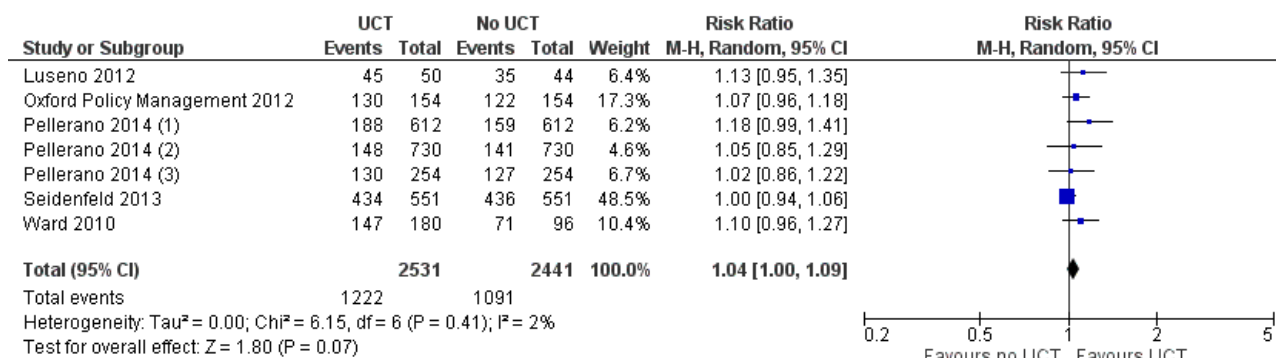 UCT No UCT Risk Ratio Risk Ratio
Study or Subgroup Events Total Events Total Weight M-H, Random, 95% CI M-H, Random, 95% CI
Luseno 2012 45 50 35 44 6.4% 1.13 [0.95, 1.35]
Oxford Policy Management 2012 130 154 122 154 17.3% 1.07 [0.96, 1.18]
Pellerano 2014 (1) 188 612 159 612 6.2% 1.18 [0.99, 1.41]
Pellerano 2014 (2) 148 730 141 730 4.6% 1.05 [0.85, 1.29]
Pellerano 2014 (3) 130 254 127 254 6.7% 1.02 [0.86, 1.22]
Seidenfeld 2013 434 551 436 551 48.5% 1.00 [0.94, 1.06]
Ward 2010 147 180 71 96 10.4% 1.10 [0.96, 1.27]
Total (95% CI) 2531 2441 100.0% 1.04 [1.00, 1.09]
Total events 1222 1091
Heterogeneity: Tau² = 0.00; Chi² = 6.15, df = 6 (P = 0.41); I² = 2%
Test for overall effect: Z = 1.80 (P = 0.07)
0.2 0.5 1 2 5
Favours no UCT Favours UCT